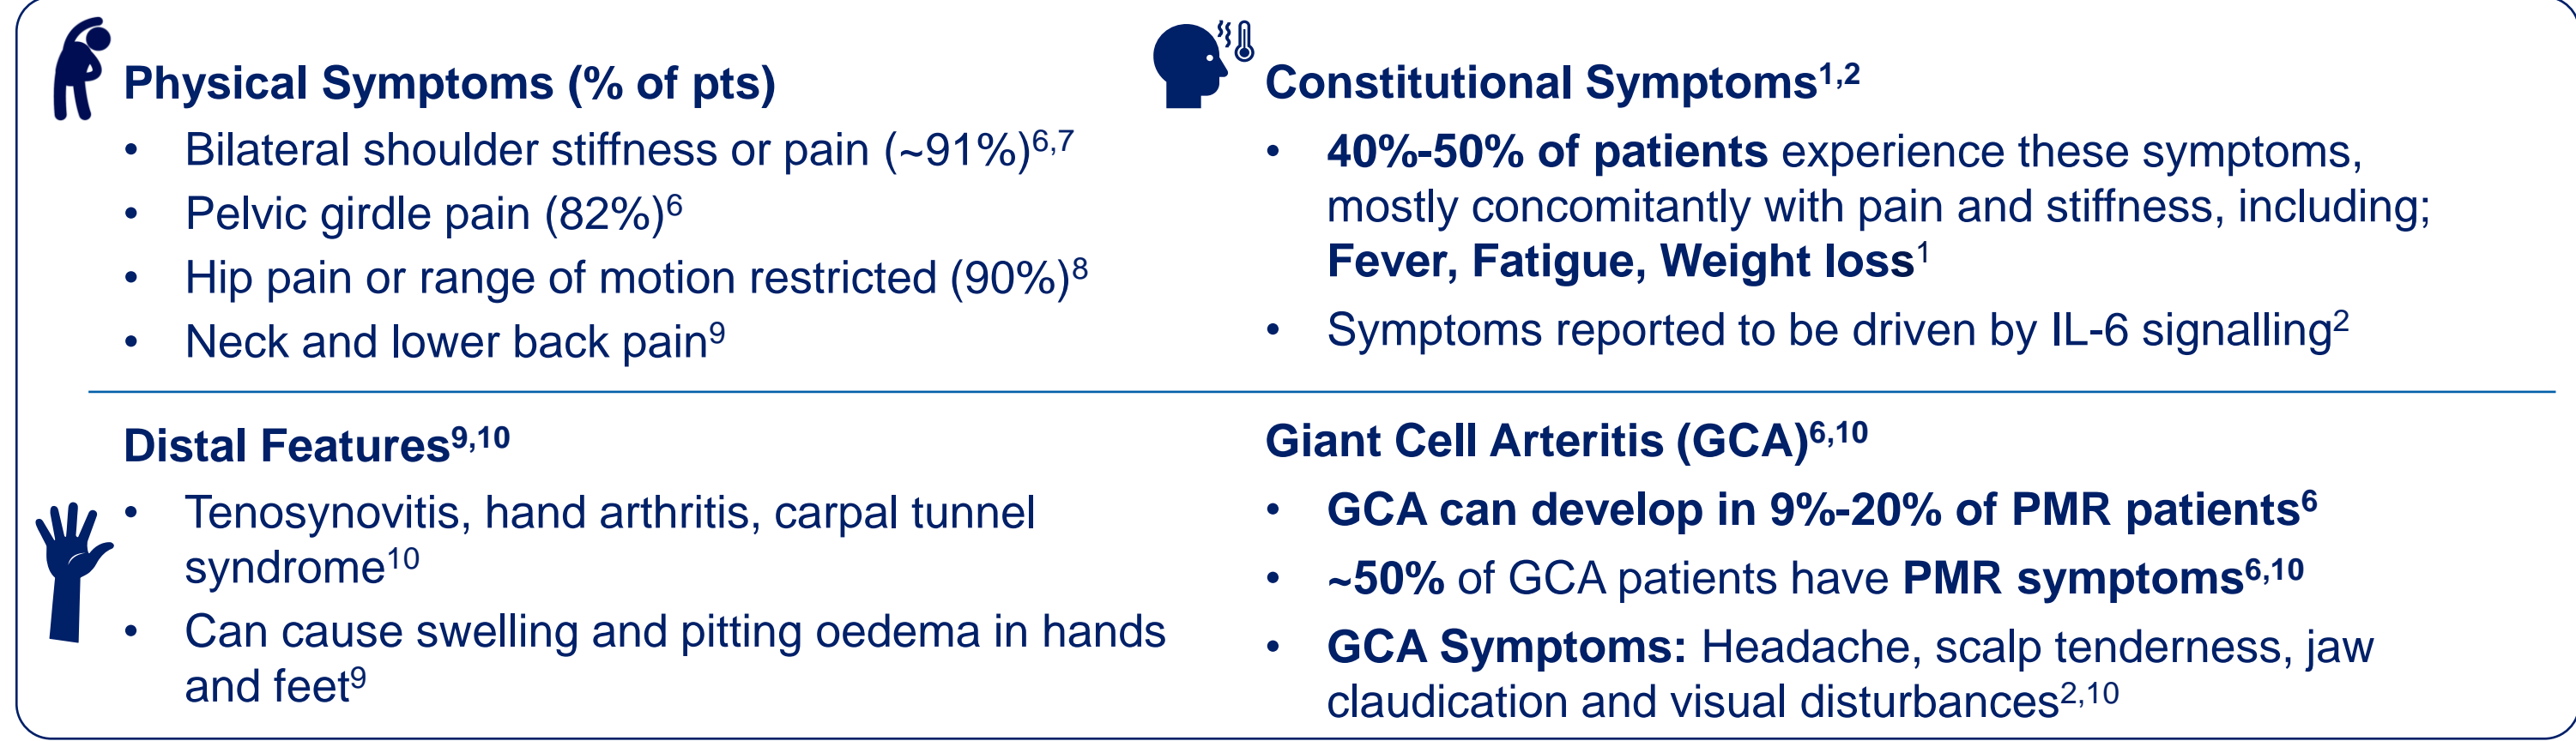 Physical Symptoms (% of pts)
• Bilateral shoulder stiffness or pain (~91%)6,7
• Pelvic girdle pain (82%)6
• Hip pain or range of motion restricted (90%)8
• Neck and lower back pain9
Constitutional Symptoms1,2
• 40%-50% of patients experience these symptoms,
mostly concomitantly with pain and stiffness, including;
Fever, Fatigue, Weight loss1
• Symptoms reported to be driven by IL-6 signalling2
Distal Features9,10
• Tenosynovitis, hand arthritis, carpal tunnel
syndrome10
• Can cause swelling and pitting oedema in hands
and feet9
Giant Cell Arteritis (GCA)6,10
• GCA can develop in 9%-20% of PMR patients6
• ~50% of GCA patients have PMR symptoms6,10
• GCA Symptoms: Headache, scalp tenderness, jaw
claudication and visual disturbances2,10